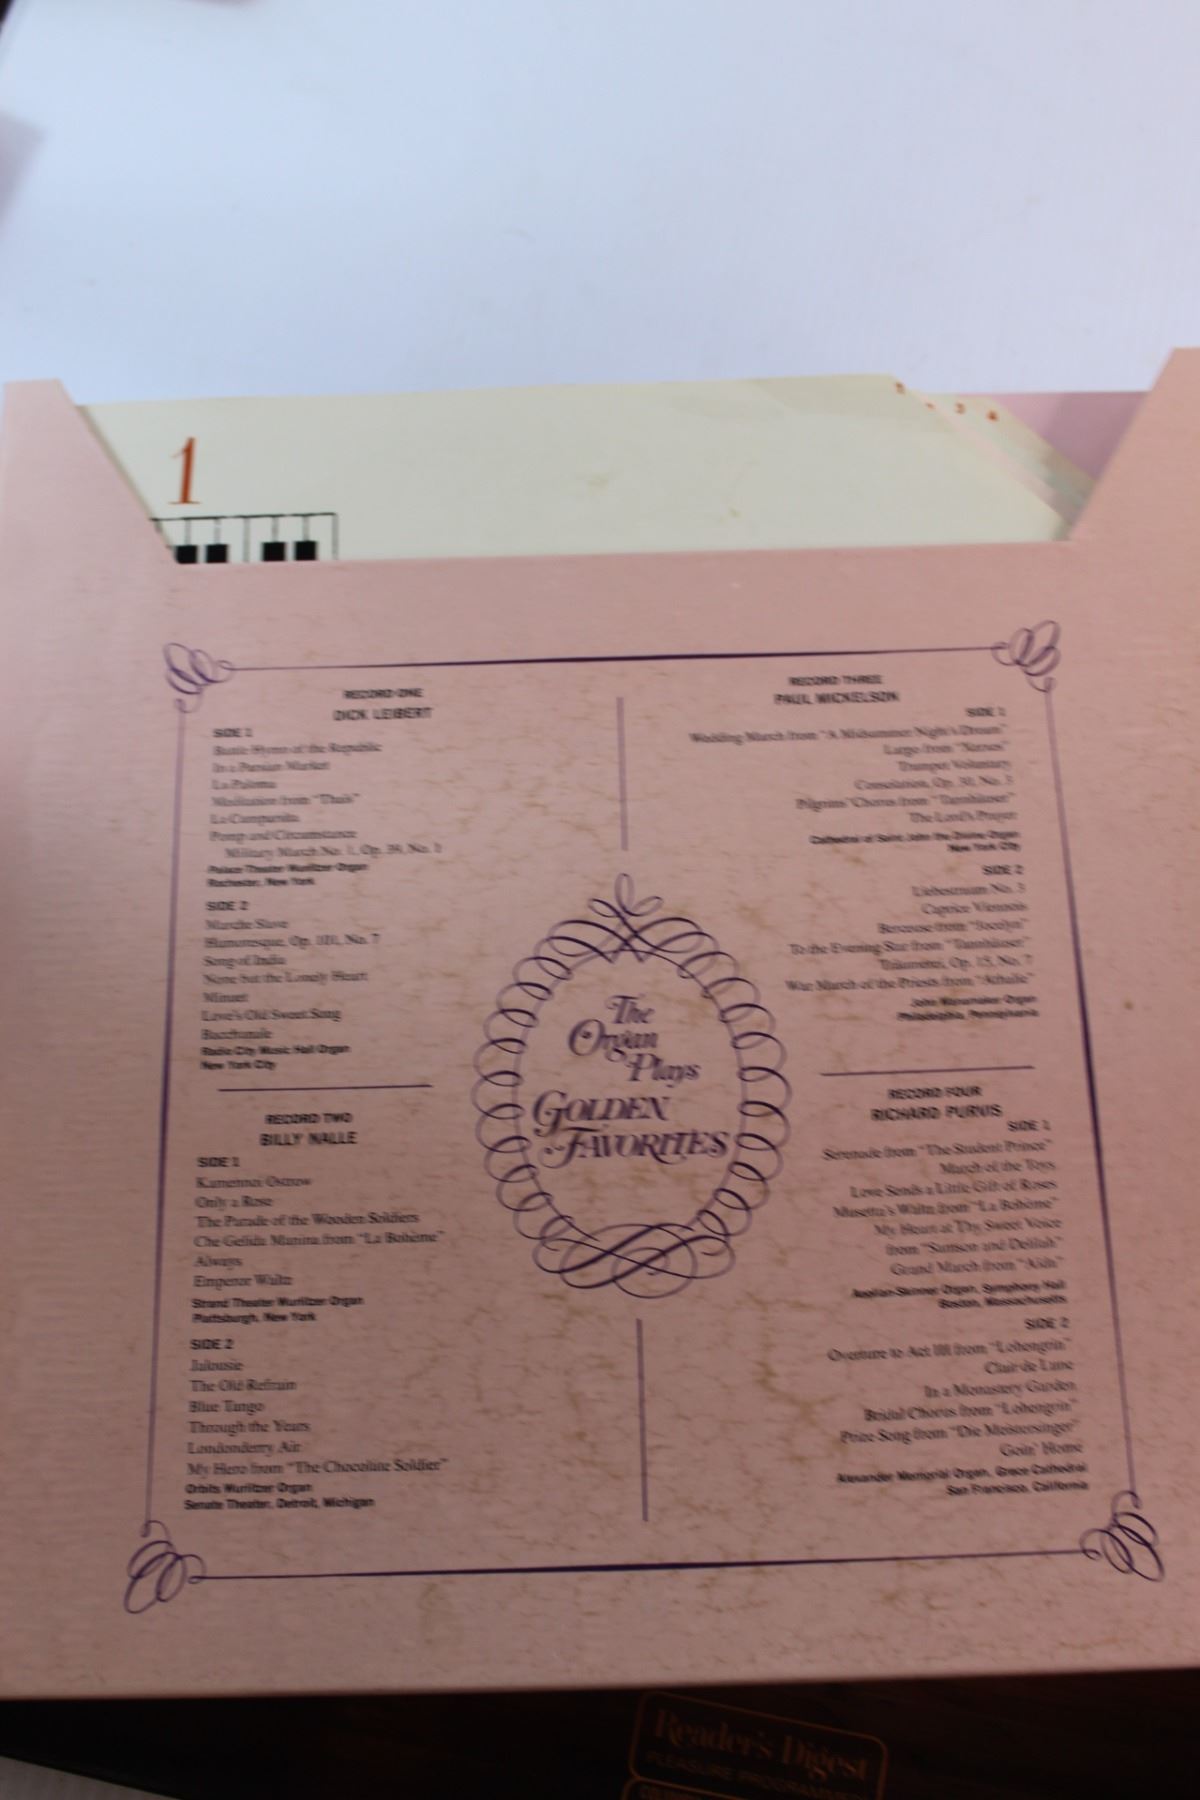 1
3
4
RECORD ONE
DICK LEIBERT
SIDE 1
Battle Hymn of the Republic
In a Persian Market
La Paloma
Meditation from "Thais"
La Cumparsita
Pomp and Circumstance
Military March No. 1, Op. 39, No. 1
Palace Theater Wurlitzer Organ
Rochester, New York
SIDE 2
Marche Slave
Humoresque, Op. 101, No. 7
Song of India
None but the Lonely Heart
Minuet
Love's Old Sweet Song
Bacchanale
Radio City Music Hall Organ
New York City
RECORD TWO
BILLY NALLE
SIDE 1
Kamennoi Ostrow
Only a Rose
The Parade of the Wooden Soldiers
Che Gelida Manina from "La Bohème"
Always
Emperor Waltz
Strand Theater Wurlitzer Organ
Plattsburgh, New York
SIDE 2
Jalousie
The Old Refrain
Blue Tango
Through the Years
Londonderry Air
My Hero from "The Chocolate Soldier"
Orbits Wurlitzer Organ
Senate Theater, Detroit, Michigan
The
Organ
Plays
GOLDEN
FAVORITES
RECORD THREE
PAUL MICKELSON
SIDE 1
Wedding March from "A Midsummer Night's Dream"
Largo from "Xerxes"
Trumpet Voluntary
Consolation, Op. 30, No. 3
Pilgrims' Chorus from "Tannhäuser"
The Lord's Prayer
Cathedral of Saint John the Divine Organ
New York City
SIDE 2
Liebestraum No. 3
Caprice Viennois
Berceuse from "Jocelyn"
To the Evening Star from "Tannhäuser"
Träumerei, Op. 15, No. 7
War March of the Priests from "Athalie"
John Wanamaker Organ
Philadelphia, Pennsylvania
RECORD FOUR
RICHARD PURVIS
SIDE 1
Serenade from "The Student Prince"
March of the Toys
Love Sends a Little Gift of Roses
Musetta's Waltz from "La Bohème"
My Heart at Thy Sweet Voice
from "Samson and Delilah"
Grand March from "Aida"
Aeolian-Skinner Organ, Symphony Hall
Boston, Massachusetts
SIDE 2
Overture to Act III from "Lohengrin"
Clair de Lune
In a Monastery Garden
Bridal Chorus from "Lohengrin"
Prize Song from "Die Meistersinger"
Goin' Home
Alexander Memorial Organ, Grace Cathedral
San Francisco, California
Reader's Digest
PLEASURE PROGRAMMED